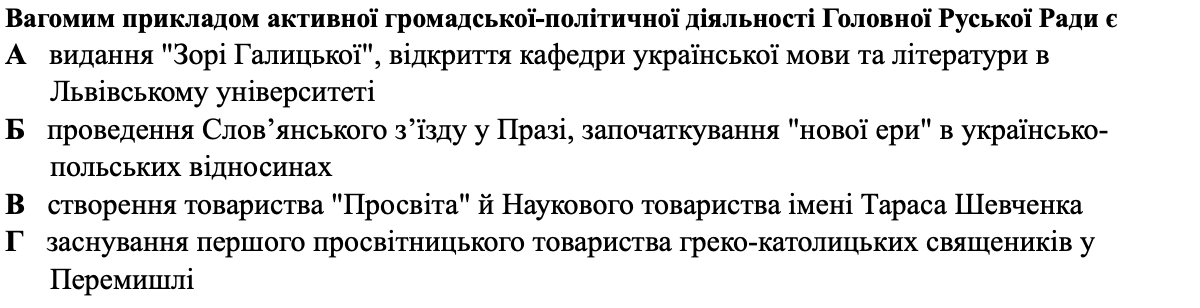 Вагомим прикладом активної громадської-політичної діяльності Головної Руської Ради є
А видання "Зорі Галицької", відкриття кафедри української мови та літератури в
Львівському університеті
Б проведення Слов’янського з’їзду у Празі, започаткування "нової ери" в українсько-
польських відносинах
В створення товариства "Просвіта" й Наукового товариства імені Тараса Шевченка
Г заснування першого просвітницького товариства греко-католицьких священиків у
Перемишлі